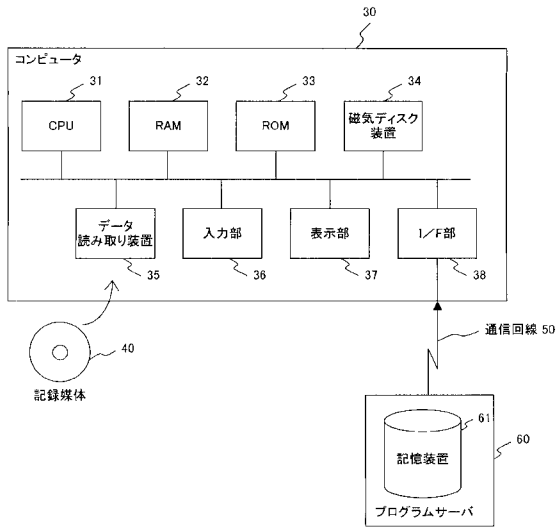 30
コンピュータ
31
32
33
34
CPU
RAM
ROM
磁気ディスク
装置
データ
読み取り装置
入力部
表示部
I/F部
35
36
37
38
40
記録媒体
通信回線 50
61
60
記憶装置
プログラムサーバ